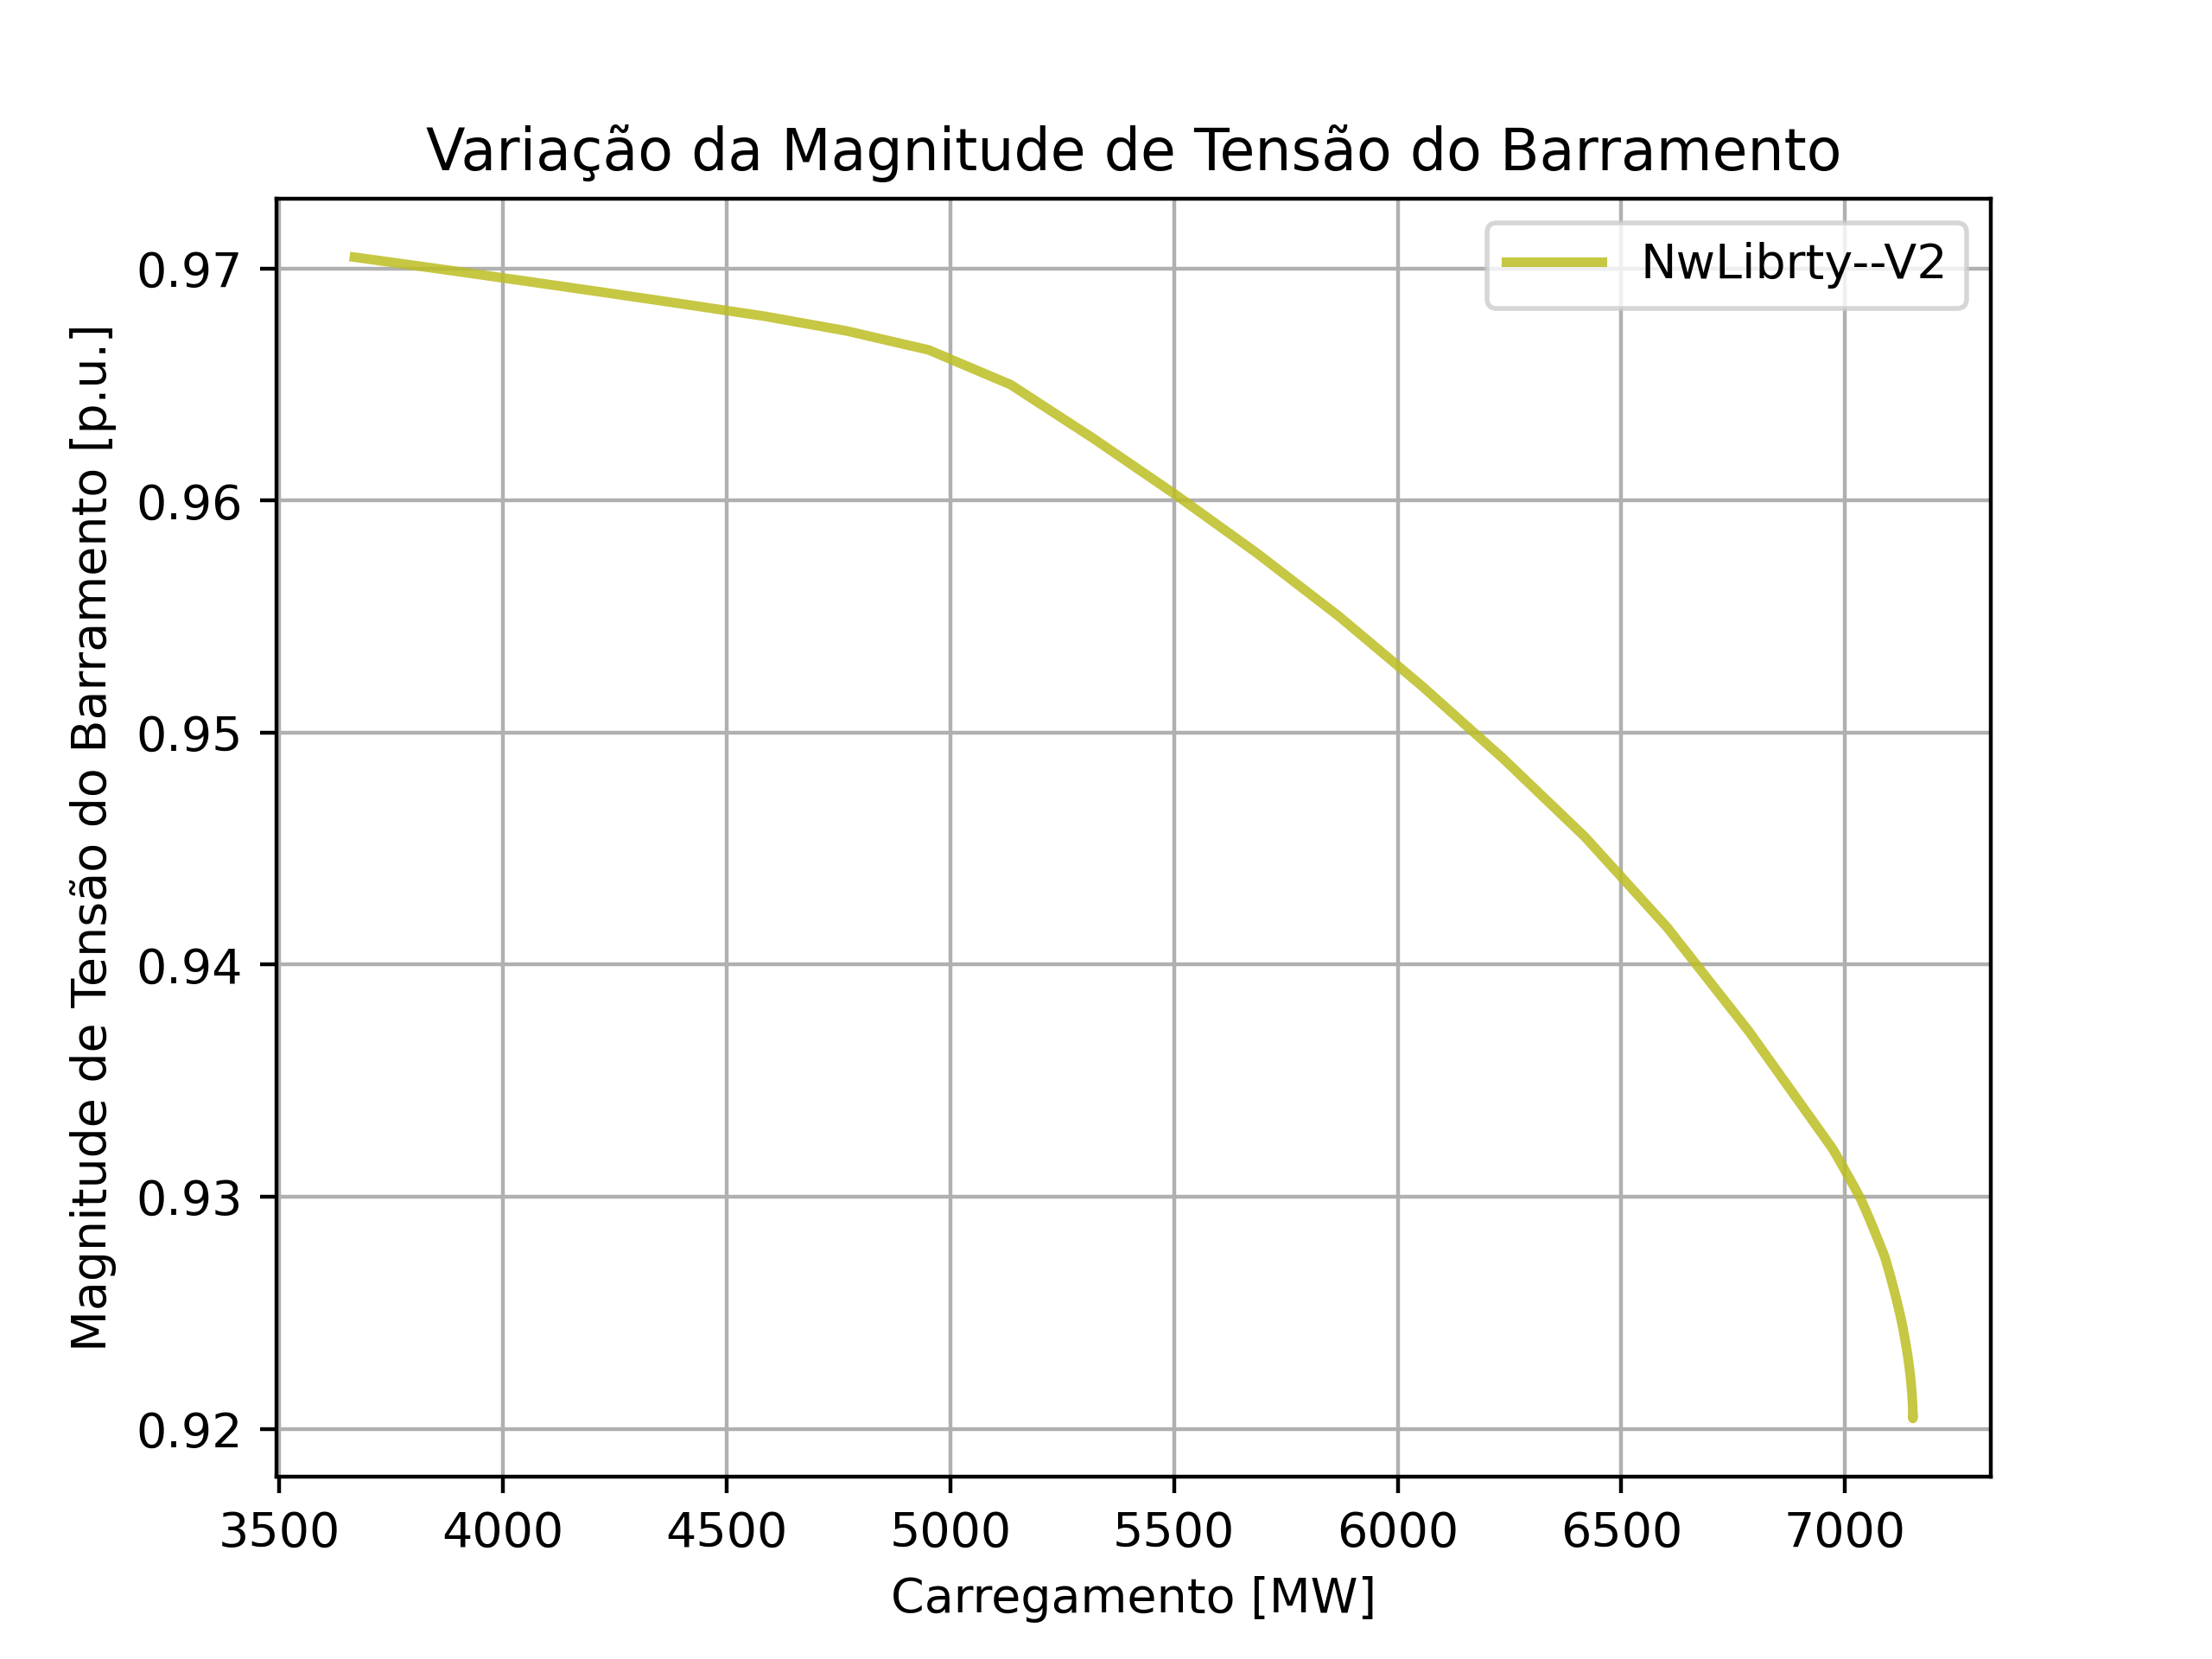 Variação da Magnitude de Tensão do Barramento
NwLibrty--V2
Magnitude de Tensão do Barramento [p.u.]
0.97
0.96
0.95
0.94
0.93
0.92
3500 4000 4500 5000 5500 6000 6500 7000
Carregamento [MW]